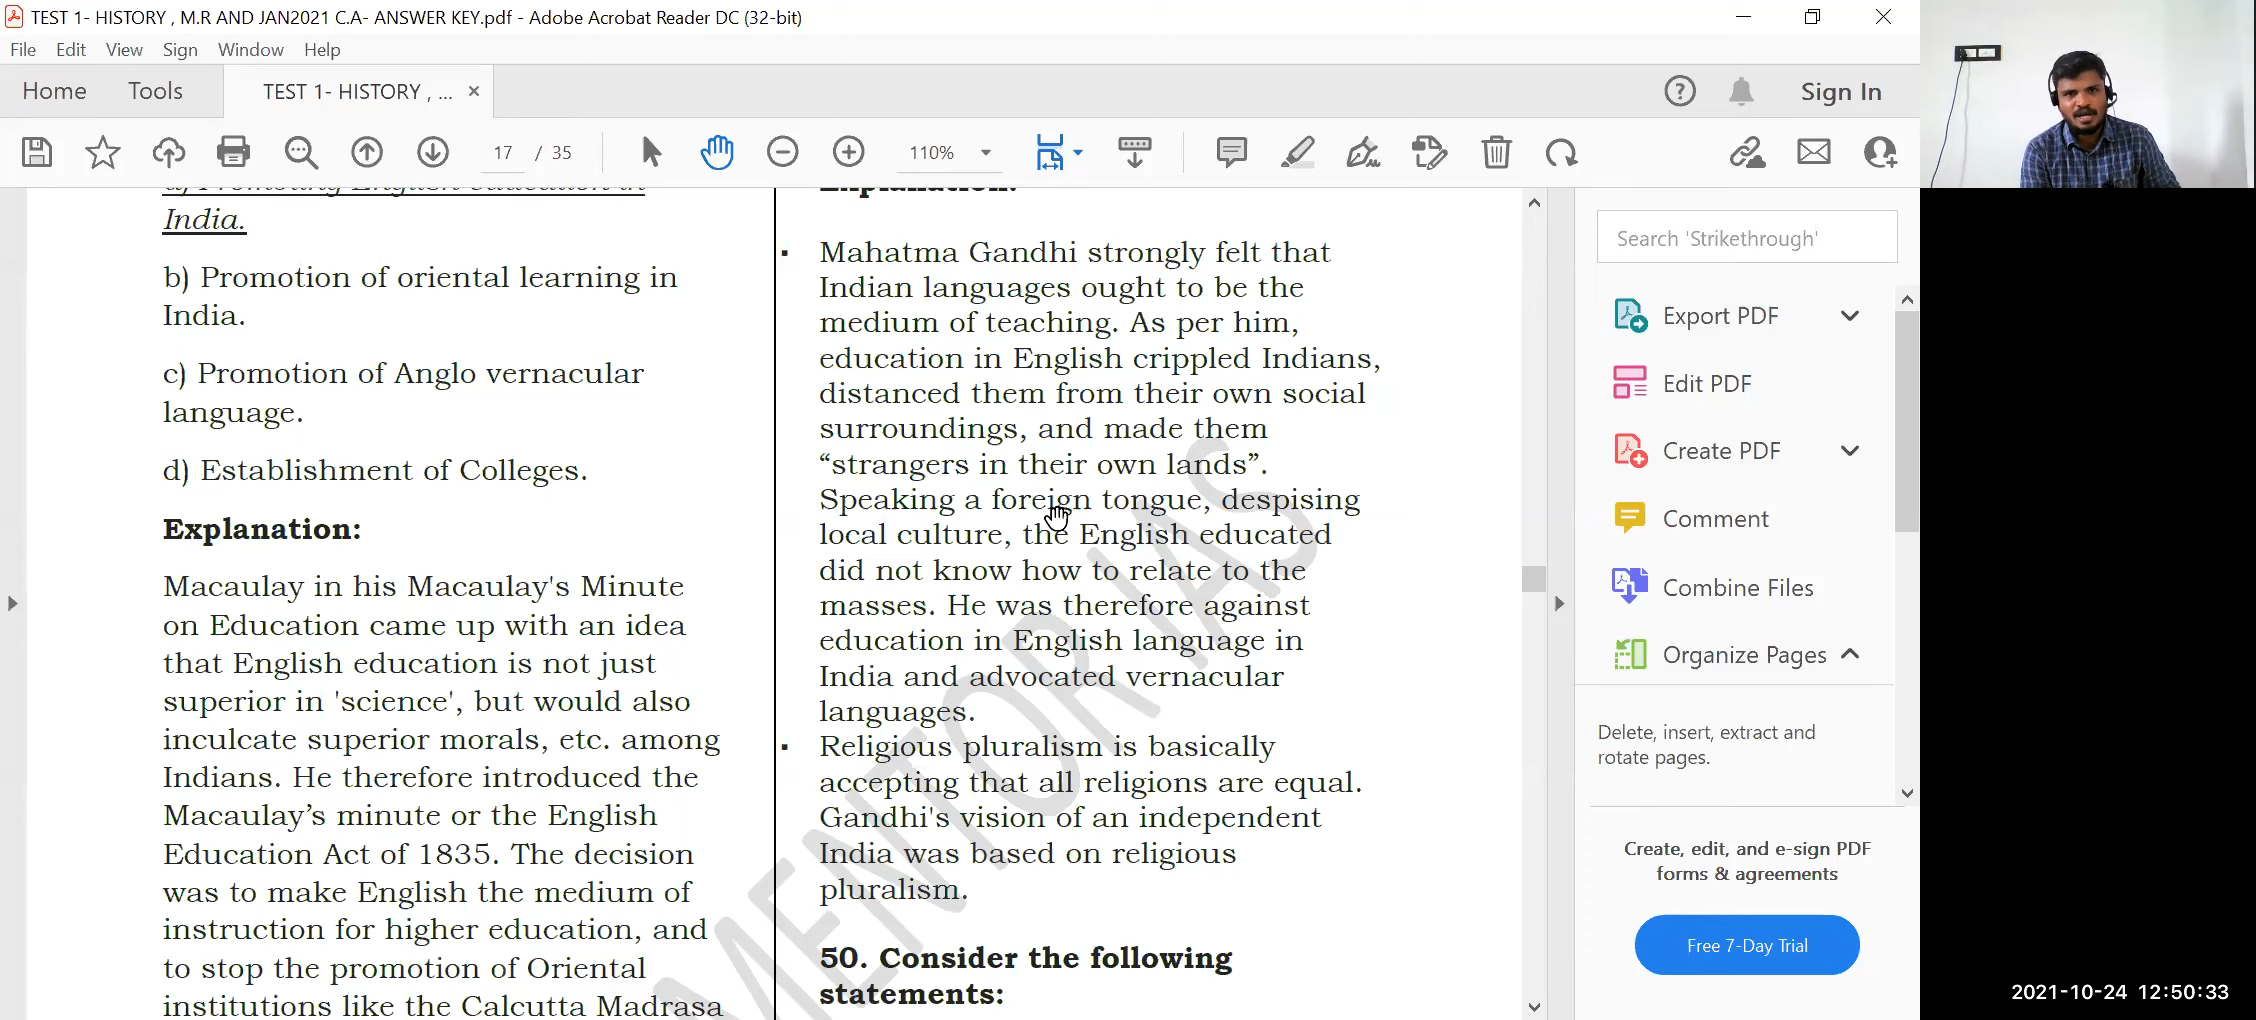 TEST 1- HISTORY , M.R AND JAN2021 C.A- ANSWER KEY.pdf - Adobe Acrobat Reader DC (32-bit)
File Edit View Sign Window Help
Home Tools TEST 1- HISTORY , ... ×
Sign In
17 / 35
110%
a) Promoting English education in
India.
b) Promotion of oriental learning in
India.
c) Promotion of Anglo vernacular
language.
d) Establishment of Colleges.
Explanation:
Macaulay in his Macaulay's Minute
on Education came up with an idea
that English education is not just
superior in 'science', but would also
inculcate superior morals, etc. among
Indians. He therefore introduced the
Macaulay’s minute or the English
Education Act of 1835. The decision
was to make English the medium of
instruction for higher education, and
to stop the promotion of Oriental
institutions like the Calcutta Madrasa
Explanation:
▪ Mahatma Gandhi strongly felt that
Indian languages ought to be the
medium of teaching. As per him,
education in English crippled Indians,
distanced them from their own social
surroundings, and made them
“strangers in their own lands”.
Speaking a foreign tongue, despising
local culture, the English educated
did not know how to relate to the
masses. He was therefore against
education in English language in
India and advocated vernacular
languages.
▪ Religious pluralism is basically
accepting that all religions are equal.
Gandhi's vision of an independent
India was based on religious
pluralism.
50. Consider the following
statements:
MENTOR IAS
Search 'Strikethrough'
Export PDF
Edit PDF
Create PDF
Comment
Combine Files
Organize Pages
Delete, insert, extract and
rotate pages.
Create, edit, and e-sign PDF
forms & agreements
Free 7-Day Trial
2021-10-24 12:50:33